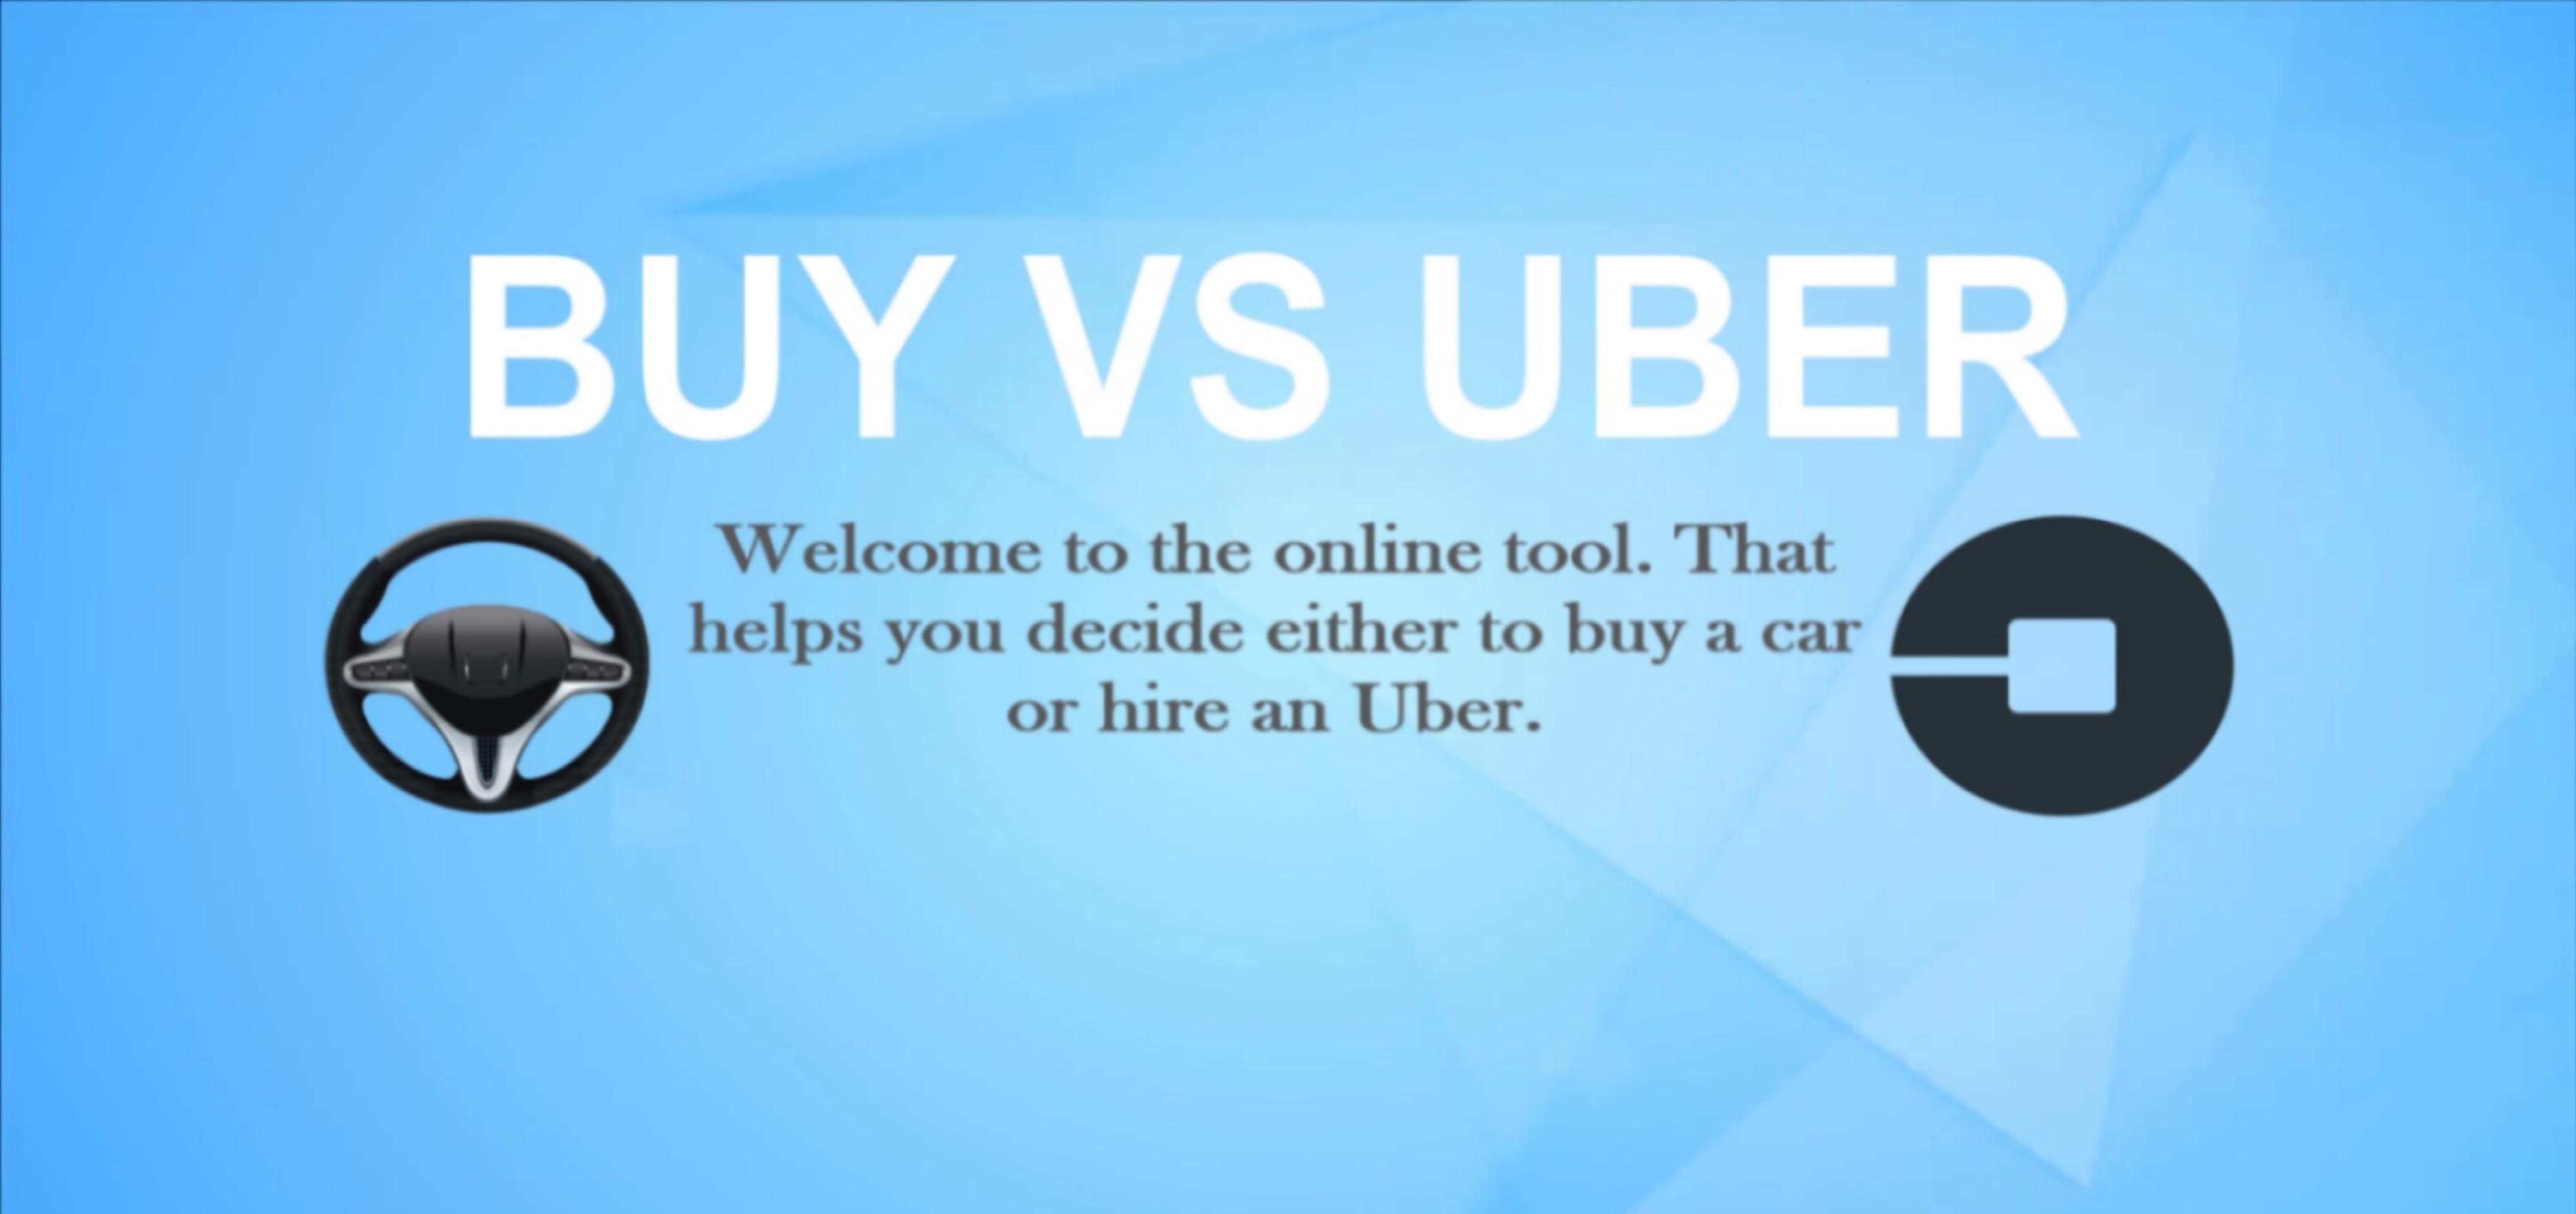 BUY VS UBER
Welcome to the online tool. That
helps you decide either to buy a car
or hire an Uber.